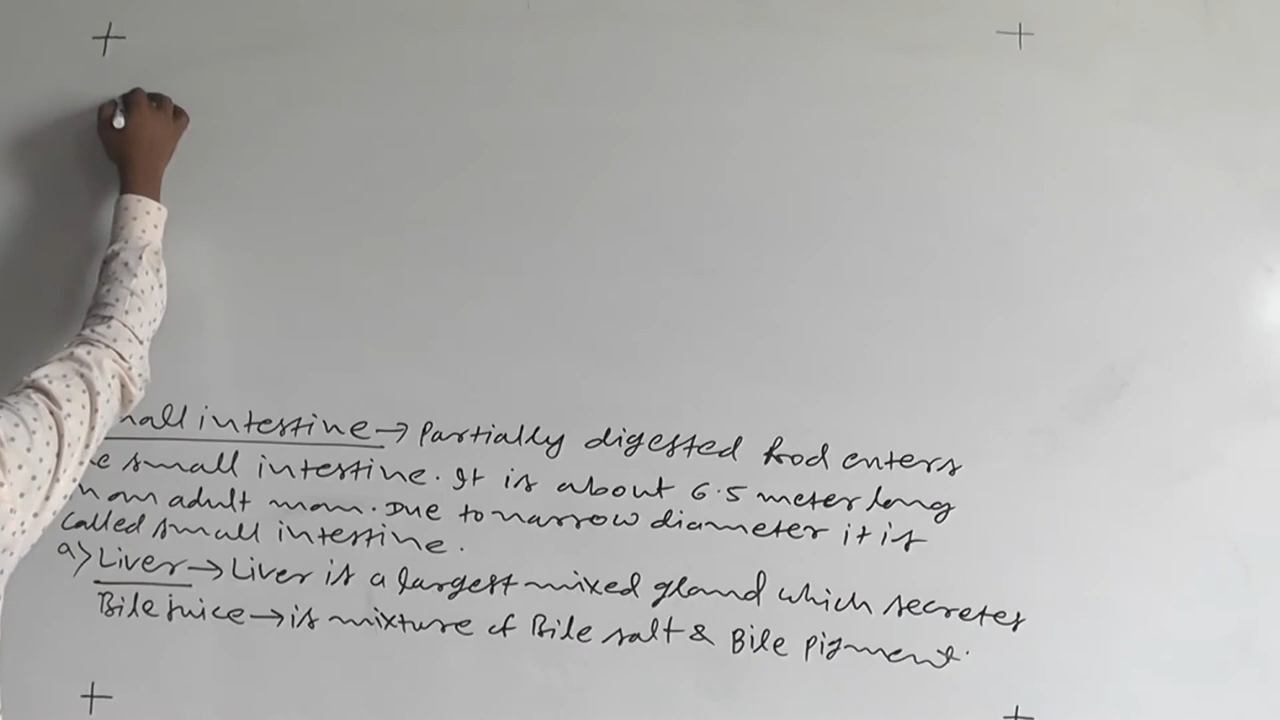 mall intestine → Partially digested food enters
e small intestine. It is about 6.5 meter long
n an adult man. Due to narrow diameter it is
called small intestine.
a) Liver → Liver is a largest mixed gland which secretes
Bile juice → is mixture of Bile salt & Bile pigment.